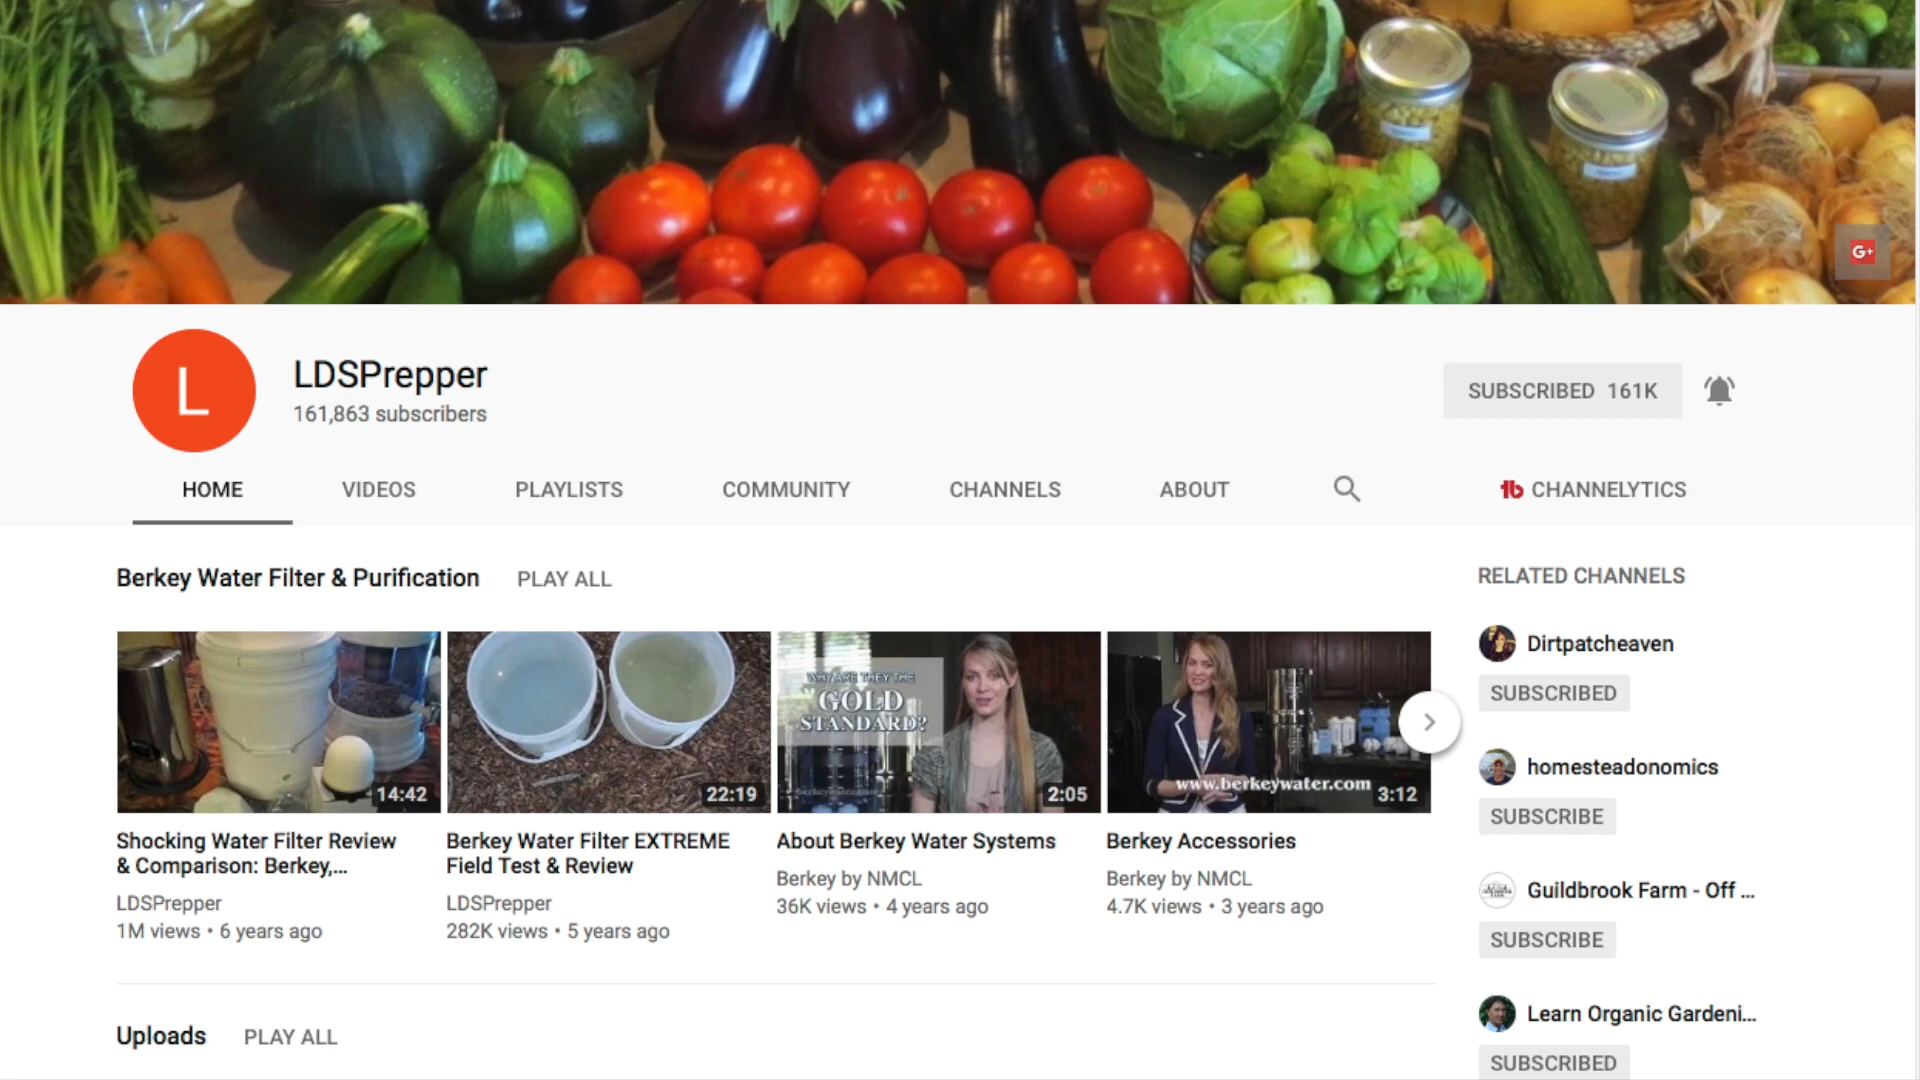 G+
L
LDSPrepper
161,863 subscribers
SUBSCRIBED 161K
HOME VIDEOS PLAYLISTS COMMUNITY CHANNELS ABOUT CHANNELYTICS
Berkey Water Filter & Purification PLAY ALL
14:42
22:19
WHY ARE THEY THE
GOLD
STANDARD?
2:05
www.berkeywater.com
3:12
Shocking Water Filter Review
& Comparison: Berkey,...
LDSPrepper
1M views • 6 years ago
Berkey Water Filter EXTREME
Field Test & Review
LDSPrepper
282K views • 5 years ago
About Berkey Water Systems
Berkey by NMCL
36K views • 4 years ago
Berkey Accessories
Berkey by NMCL
4.7K views • 3 years ago
Uploads PLAY ALL
RELATED CHANNELS
Dirtpatcheaven
SUBSCRIBED
homesteadonomics
SUBSCRIBE
Guildbrook Farm - Off ...
SUBSCRIBE
Learn Organic Gardeni...
SUBSCRIBED